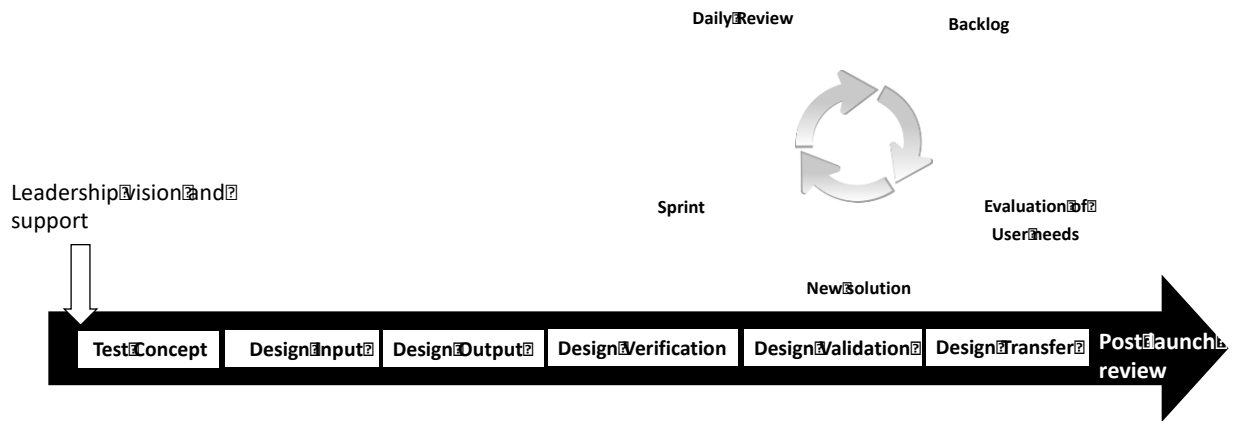 Daily Review
Backlog
Leadership vision and
support
Sprint
Evaluation of
User needs
New solution
Test Concept
Design Input
Design Output
Design Verification
Design Validation
Design Transfer
Post launch
review